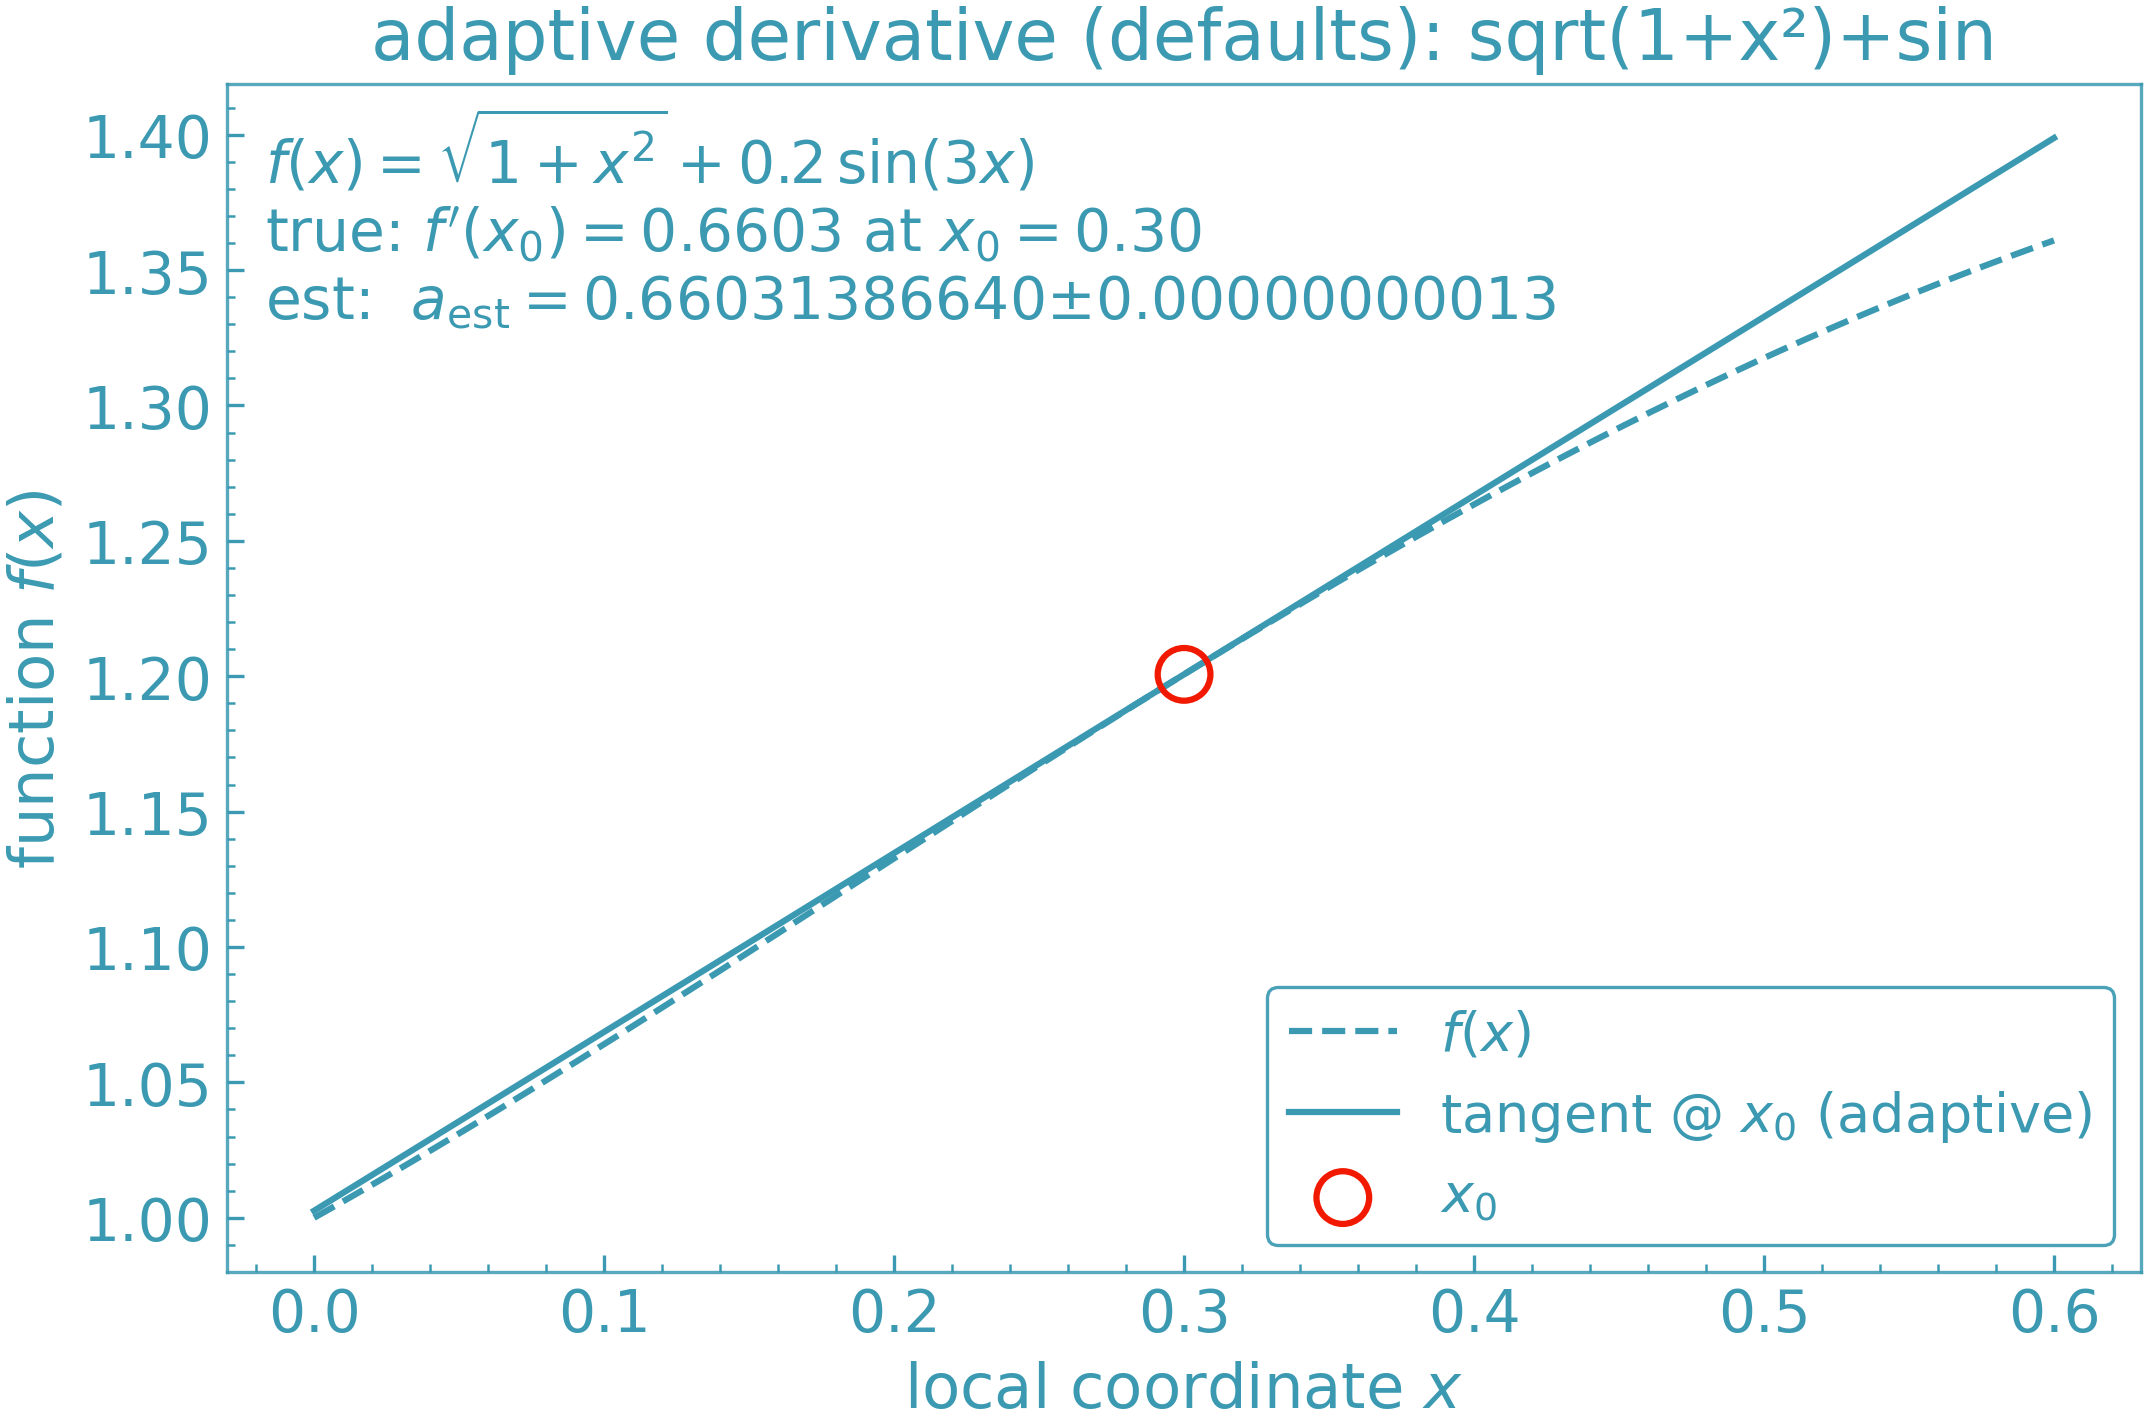 adaptive derivative (defaults): sqrt(1+x²)+sin
f(x) = √1 + x² + 0.2 sin(3x)
true: f′(x₀) = 0.6603 at x₀ = 0.30
est: aₑₛₜ = 0.66031386640±0.00000000013
function f(x)
1.40
1.35
1.30
1.25
1.20
1.15
1.10
1.05
1.00
f(x)
tangent @ x₀ (adaptive)
x₀
0.0 0.1 0.2 0.3 0.4 0.5 0.6
local coordinate x